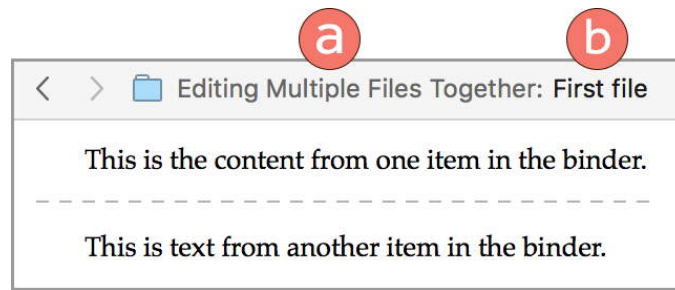 a b
Editing Multiple Files Together: First file
This is the content from one item in the binder.
This is text from another item in the binder.